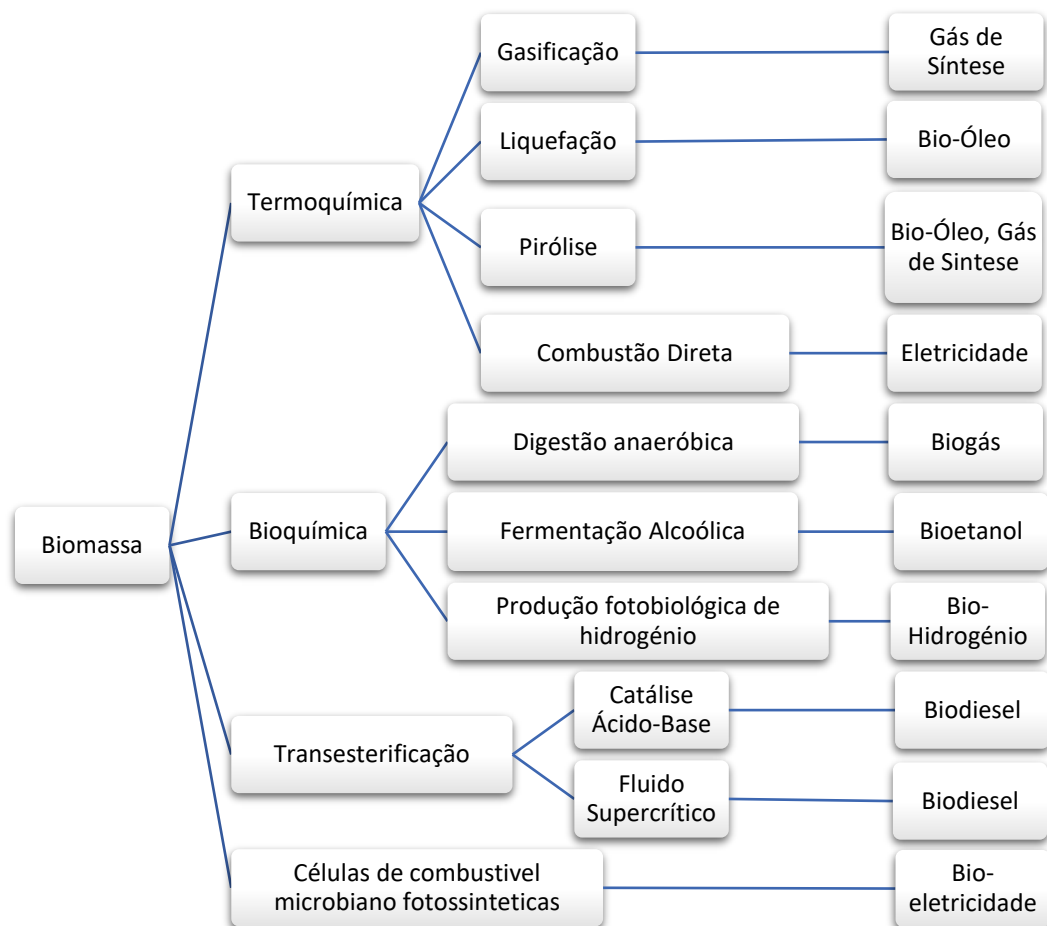 Gasificação
Gás de
Síntese
Liquefação
Bio-Óleo
Termoquímica
Pirólise
Bio-Óleo, Gás
de Sintese
Combustão Direta
Eletricidade
Digestão anaeróbica
Biogás
Biomassa
Bioquímica
Fermentação Alcoólica
Bioetanol
Produção fotobiológica de
hidrogénio
Bio-
Hidrogénio
Transesterificação
Catálise
Ácido-Base
Biodiesel
Fluido
Supercrítico
Biodiesel
Células de combustivel
microbiano fotossinteticas
Bio-
eletricidade